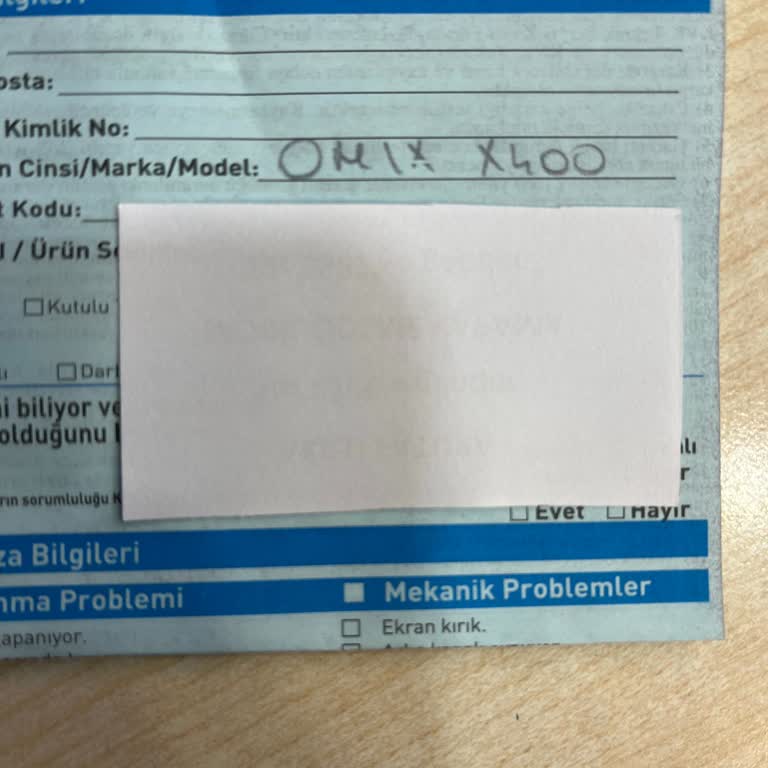 osta:
Kimlik No:
n Cinsi/Marka/Model: OMIX X400
t Kodu:
/ Ürün
Kutulu
biliyor
olduğunu
rın sorumluluğu
Evet Hayır
za Bilgileri
nma Problemi
Mekanik Problemler
apanıyor.
Ekran kırık.